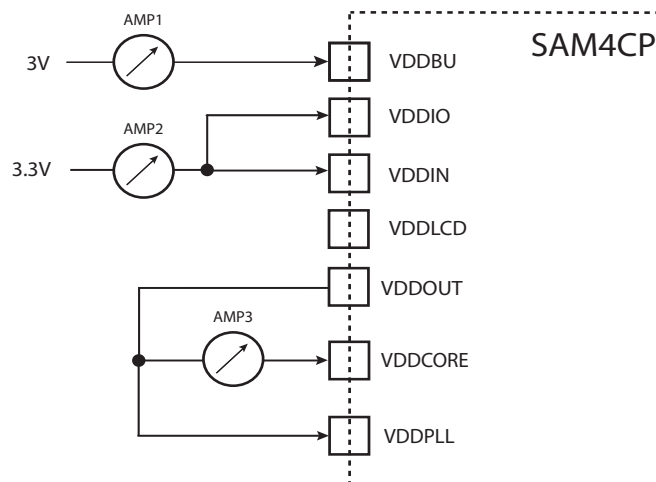 AMP1
SAM4CP
3V
VDDBU
VDDIO
AMP2
3.3V
VDDIN
VDDLCD
VDDOUT
AMP3
VDDCORE
VDDPLL